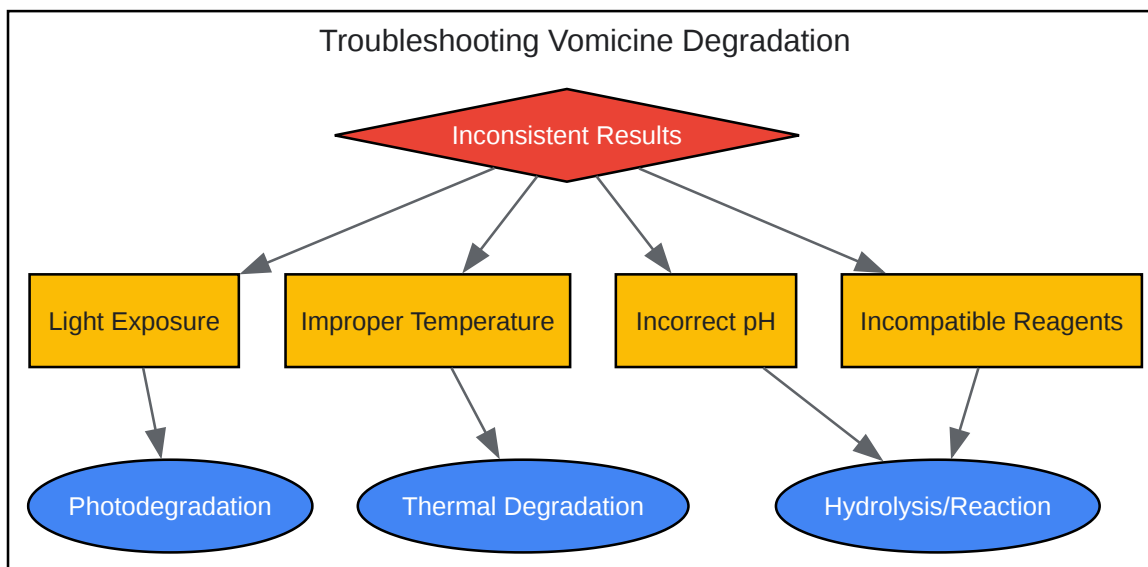 Troubleshooting Vomicine Degradation
Inconsistent Results
Light Exposure
Improper Temperature
Incorrect pH
Incompatible Reagents
Photodegradation
Thermal Degradation
Hydrolysis/Reaction